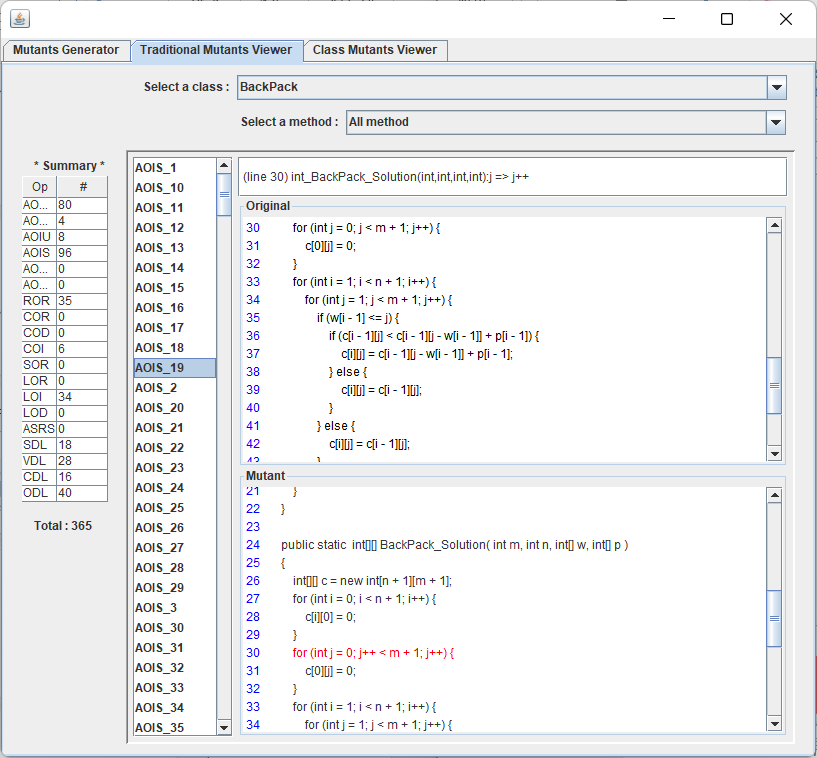 Mutants Generator
Traditional Mutants Viewer
Class Mutants Viewer
Select a class :
BackPack
Select a method :
All method
* Summary *
Op #
AO... 80
AO... 4
AOIU 8
AOIS 96
AO... 0
AO... 0
ROR 35
COR 0
COD 0
COI 6
SOR 0
LOR 0
LOI 34
LOD 0
ASRS 0
SDL 18
VDL 28
CDL 16
ODL 40
Total : 365
AOIS_1
AOIS_10
AOIS_11
AOIS_12
AOIS_13
AOIS_14
AOIS_15
AOIS_16
AOIS_17
AOIS_18
AOIS_19
AOIS_2
AOIS_20
AOIS_21
AOIS_22
AOIS_23
AOIS_24
AOIS_25
AOIS_26
AOIS_27
AOIS_28
AOIS_29
AOIS_3
AOIS_30
AOIS_31
AOIS_32
AOIS_33
AOIS_34
AOIS_35
(line 30) int_BackPack_Solution(int,int,int,int):j => j++
Original
30 for (int j = 0; j < m + 1; j++) {
31 c[0][j] = 0;
32 }
33 for (int i = 1; i < n + 1; i++) {
34 for (int j = 1; j < m + 1; j++) {
35 if (w[i - 1] <= j) {
36 if (c[i - 1][j] < c[i - 1][j - w[i - 1]] + p[i - 1]) {
37 c[i][j] = c[i - 1][j - w[i - 1]] + p[i - 1];
38 } else {
39 c[i][j] = c[i - 1][j];
40 }
41 } else {
42 c[i][j] = c[i - 1][j];
43 }
Mutant
21 }
22 }
23
24 public static int[][] BackPack_Solution( int m, int n, int[] w, int[] p )
25 {
26 int[][] c = new int[n + 1][m + 1];
27 for (int i = 0; i < n + 1; i++) {
28 c[i][0] = 0;
29 }
30 for (int j = 0; j++ < m + 1; j++) {
31 c[0][j] = 0;
32 }
33 for (int i = 1; i < n + 1; i++) {
34 for (int j = 1; j < m + 1; j++) {